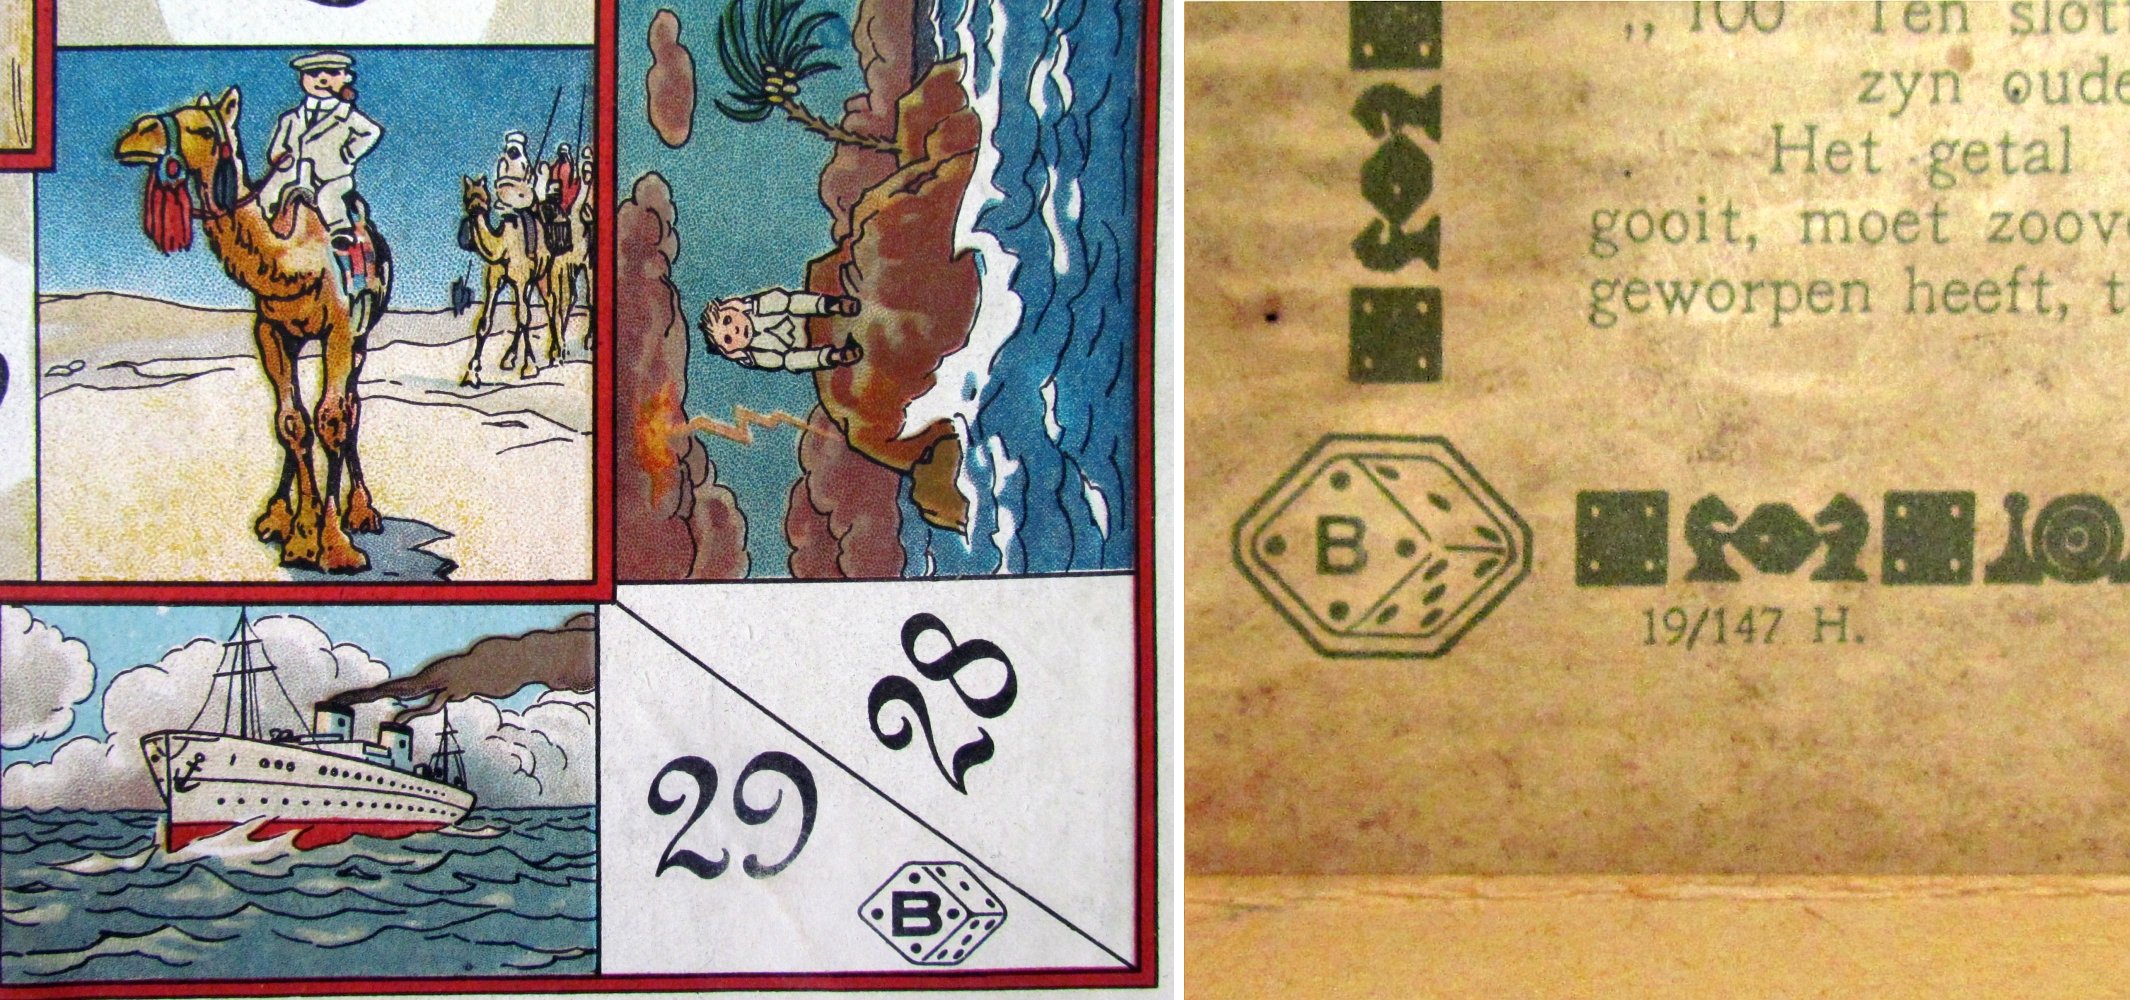 28
29
B
,, 100 Ten slot
zyn oude
Het getal
gooit, moet zoov
geworpen heeft, t
B
19/147 H.